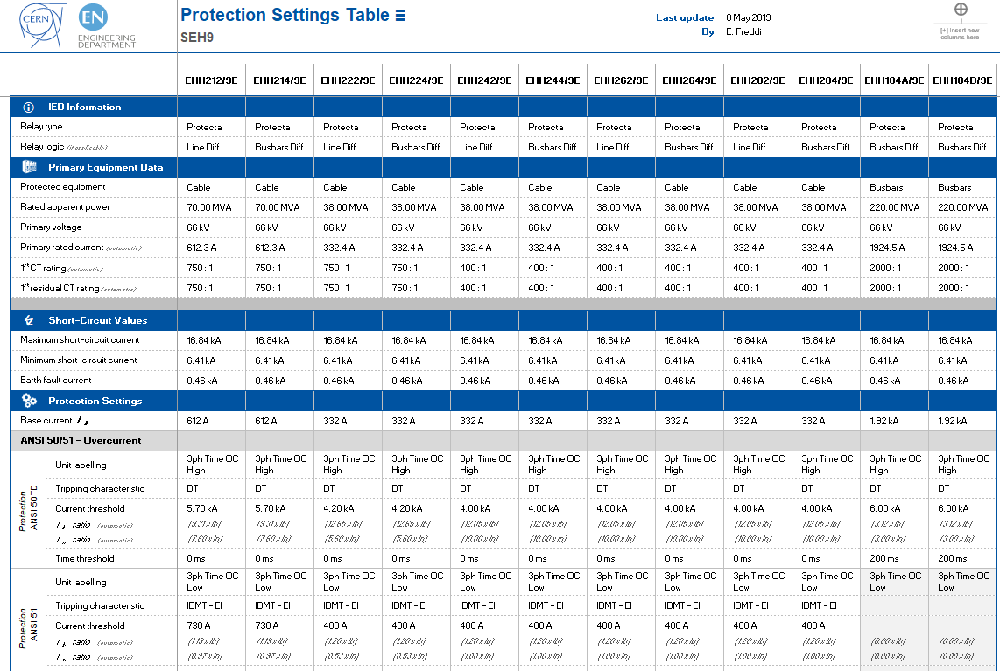 CERN EN ENGINEERING DEPARTMENT
Protection Settings Table
SEH9
Last update 8 May 2019
By E. Freddi
[+] Insert new columns here
EHH212/9E EHH214/9E EHH222/9E EHH224/9E EHH242/9E EHH244/9E EHH262/9E EHH264/9E EHH282/9E EHH284/9E EHH104A/9E EHH104B/9E
IED Information
Relay type Protecta Protecta Protecta Protecta Protecta Protecta Protecta Protecta Protecta Protecta Protecta Protecta
Relay logic (if applicable) Line Diff. Busbars Diff. Line Diff. Busbars Diff. Line Diff. Busbars Diff. Line Diff. Busbars Diff. Line Diff. Busbars Diff. Busbars Diff. Busbars Diff.
Primary Equipment Data
Protected equipment Cable Cable Cable Cable Cable Cable Cable Cable Cable Cable Busbars Busbars
Rated apparent power 70.00 MVA 70.00 MVA 38.00 MVA 38.00 MVA 38.00 MVA 38.00 MVA 38.00 MVA 38.00 MVA 38.00 MVA 38.00 MVA 220.00 MVA 220.00 MVA
Primary voltage 66 kV 66 kV 66 kV 66 kV 66 kV 66 kV 66 kV 66 kV 66 kV 66 kV 66 kV 66 kV
Primary rated current (automatic) 612.3 A 612.3 A 332.4 A 332.4 A 332.4 A 332.4 A 332.4 A 332.4 A 332.4 A 332.4 A 1924.5 A 1924.5 A
1st CT rating (automatic) 750 : 1 750 : 1 750 : 1 750 : 1 400 : 1 400 : 1 400 : 1 400 : 1 400 : 1 400 : 1 2000 : 1 2000 : 1
1st residual CT rating (automatic) 750 : 1 750 : 1 750 : 1 750 : 1 400 : 1 400 : 1 400 : 1 400 : 1 400 : 1 400 : 1 2000 : 1 2000 : 1
Short-Circuit Values
Maximum short-circuit current 16.84 kA 16.84 kA 16.84 kA 16.84 kA 16.84 kA 16.84 kA 16.84 kA 16.84 kA 16.84 kA 16.84 kA 16.84 kA 16.84 kA
Minimum short-circuit current 6.41 kA 6.41 kA 6.41 kA 6.41 kA 6.41 kA 6.41 kA 6.41 kA 6.41 kA 6.41 kA 6.41 kA 6.41 kA 6.41 kA
Earth fault current 0.46 kA 0.46 kA 0.46 kA 0.46 kA 0.46 kA 0.46 kA 0.46 kA 0.46 kA 0.46 kA 0.46 kA 0.46 kA 0.46 kA
Protection Settings
Base current I b 612 A 612 A 332 A 332 A 332 A 332 A 332 A 332 A 332 A 332 A 1.92 kA 1.92 kA
ANSI 50/51 - Overcurrent
Protection ANSI 50TD
Unit labelling 3ph Time OC High 3ph Time OC High 3ph Time OC High 3ph Time OC High 3ph Time OC High 3ph Time OC High 3ph Time OC High 3ph Time OC High 3ph Time OC High 3ph Time OC High 3ph Time OC High 3ph Time OC High
Tripping characteristic DT DT DT DT DT DT DT DT DT DT DT DT
Current threshold 5.70 kA 5.70 kA 4.20 kA 4.20 kA 4.00 kA 4.00 kA 4.00 kA 4.00 kA 4.00 kA 4.00 kA 6.00 kA 6.00 kA
I b ratio (automatic) (9.31 x Ib) (9.31 x Ib) (12.65 x Ib) (12.65 x Ib) (12.05 x Ib) (12.05 x Ib) (12.05 x Ib) (12.05 x Ib) (12.05 x Ib) (12.05 x Ib) (3.12 x Ib) (3.12 x Ib)
I n ratio (automatic) (7.60 x In) (7.60 x In) (5.60 x In) (5.60 x In) (10.00 x In) (10.00 x In) (10.00 x In) (10.00 x In) (10.00 x In) (10.00 x In) (3.00 x In) (3.00 x In)
Time threshold 0 ms 0 ms 0 ms 0 ms 0 ms 0 ms 0 ms 0 ms 0 ms 0 ms 200 ms 200 ms
Protection ANSI 51
Unit labelling 3ph Time OC Low 3ph Time OC Low 3ph Time OC Low 3ph Time OC Low 3ph Time OC Low 3ph Time OC Low 3ph Time OC Low 3ph Time OC Low 3ph Time OC Low 3ph Time OC Low 3ph Time OC Low 3ph Time OC Low
Tripping characteristic IDMT - EI IDMT - EI IDMT - EI IDMT - EI IDMT - EI IDMT - EI IDMT - EI IDMT - EI IDMT - EI IDMT - EI
Current threshold 730 A 730 A 400 A 400 A 400 A 400 A 400 A 400 A 400 A 400 A
I b ratio (automatic) (1.19 x Ib) (1.19 x Ib) (1.20 x Ib) (1.20 x Ib) (1.20 x Ib) (1.20 x Ib) (1.20 x Ib) (1.20 x Ib) (1.20 x Ib) (1.20 x Ib) (0.00 x Ib) (0.00 x Ib)
I n ratio (automatic) (0.97 x In) (0.97 x In) (0.53 x In) (0.53 x In) (1.00 x In) (1.00 x In) (1.00 x In) (1.00 x In) (1.00 x In) (1.00 x In) (0.00 x In) (0.00 x In)